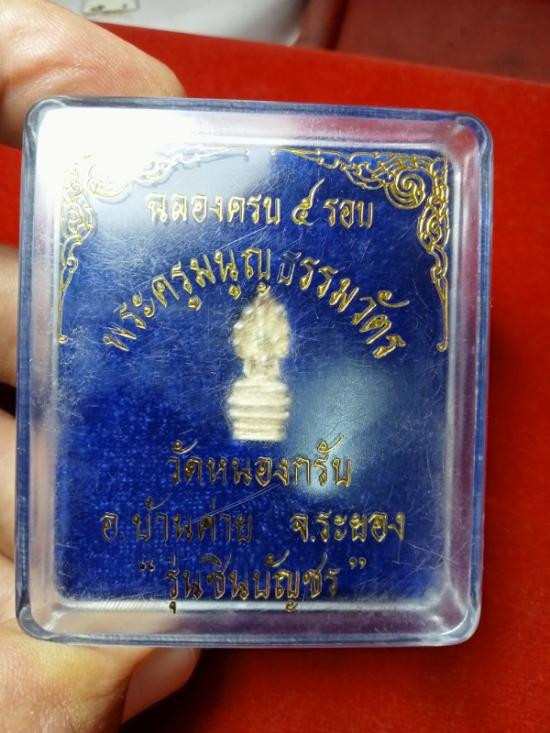 ฉลองครบ ๕ รอบ
พระครูมนูญธรรมวัตร
วัดหนองกรับ
อ.บ้านค่าย จ.ระยอง
"รุ่นชินบัญชร"